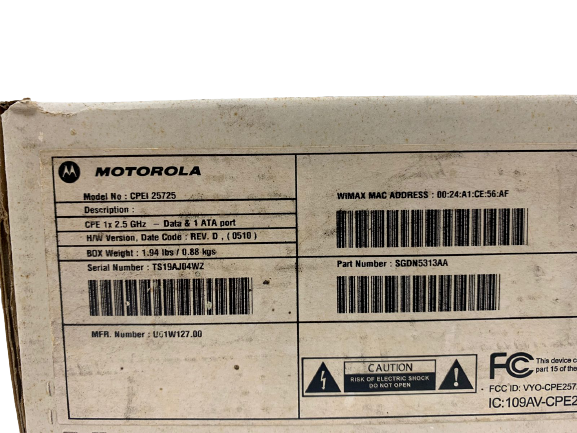 MOTOROLA
Model No : CPEI 25725
Description :
CPE 1x 2.5 GHz - Data & 1 ATA port
H/W Version, Date Code : REV. D , ( 0510 )
BOX Weight : 1.94 lbs / 0.88 kgs
Serial Number : TS19AJ04WZ
MFR. Number : U61W127.00
WIMAX MAC ADDRESS : 00:24:A1:CE:56:AF
Part Number : SGDN5313AA
CAUTION
RISK OF ELECTRIC SHOCK
DO NOT OPEN
FC
This device c
part 15 of the
FCC ID: VYO-CPE257
IC:109AV-CPE2